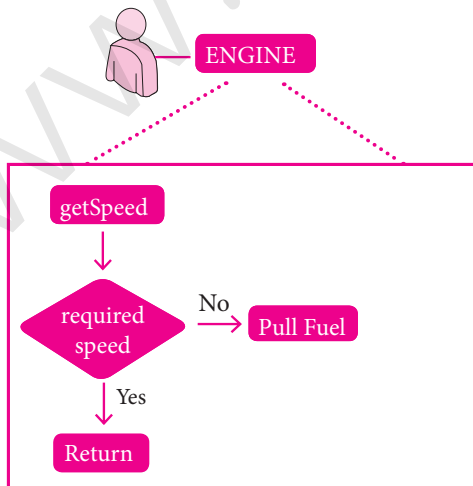 ENGINE
getSpeed
required
speed
No
Pull Fuel
Yes
Return